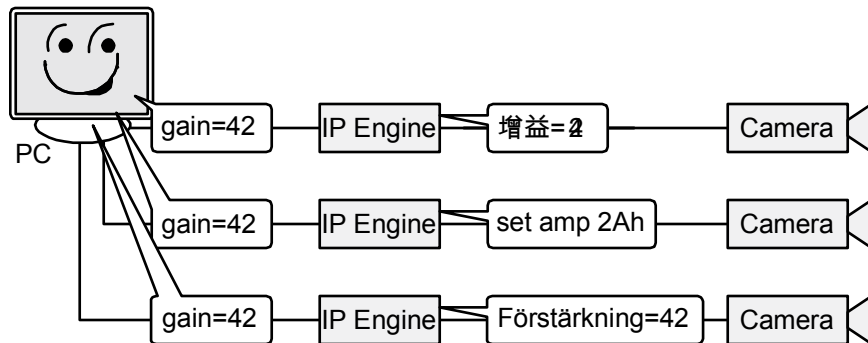 gain=42
IP Engine
增益=42
Camera
PC
gain=42
IP Engine
set amp 2Ah
Camera
gain=42
IP Engine
Förstärkning=42
Camera